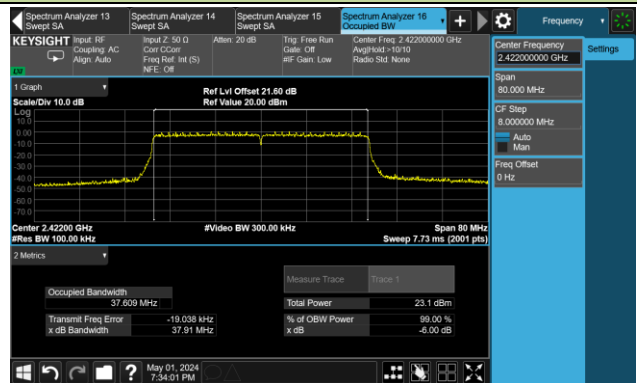 Spectrum Analyzer 13
Swept SA
Spectrum Analyzer 14
Swept SA
Spectrum Analyzer 15
Swept SA
Spectrum Analyzer 16
Occupied BW
Frequency
KEYSIGHT
Input: RF
Coupling: AC
Align: Auto
Input Z: 50 Ω
Corr CCorr
Freq Ref: Int (S)
NFE: Off
Atten: 20 dB
Trig: Free Run
Gate: Off
#IF Gain: Low
Center Freq: 2.422000000 GHz
Avg|Hold:>10/10
Radio Std: None
Center Frequency
2.422000000 GHz
Settings
Span
80.000 MHz
CF Step
8.000000 MHz
Auto
Man
Freq Offset
0 Hz
1 Graph
Scale/Div 10.0 dB
Ref Lvl Offset 21.60 dB
Ref Value 20.00 dBm
Log
10.0
0.00
-10.0
-20.0
-30.0
-40.0
-50.0
-60.0
-70.0
Center 2.42200 GHz
#Res BW 100.00 kHz
#Video BW 300.00 kHz
Span 80 MHz
Sweep 7.73 ms (2001 pts)
2 Metrics
Measure Trace
Trace 1
Occupied Bandwidth
37.609 MHz
Total Power
23.1 dBm
Transmit Freq Error
-19.038 kHz
% of OBW Power
99.00 %
x dB Bandwidth
37.91 MHz
x dB
-6.00 dB
May 01, 2024
7:34:01 PM